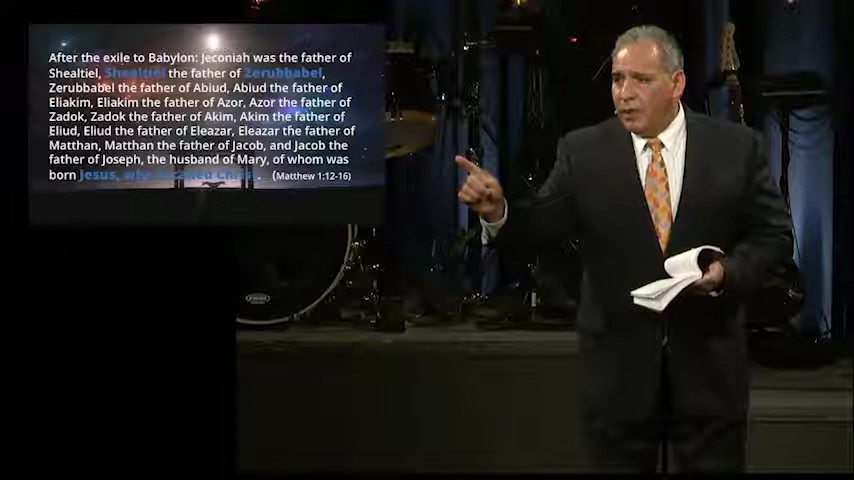 After the exile to Babylon: Jeconiah was the father of
Shealtiel, Shealtiel the father of Zerubbabel,
Zerubbabel the father of Abiud, Abiud the father of
Eliakim, Eliakim the father of Azor, Azor the father of
Zadok, Zadok the father of Akim, Akim the father of
Eliud, Eliud the father of Eleazar, Eleazar the father of
Matthan, Matthan the father of Jacob, and Jacob the
father of Joseph, the husband of Mary, of whom was
born Jesus, who is called Christ . (Matthew 1:12-16)